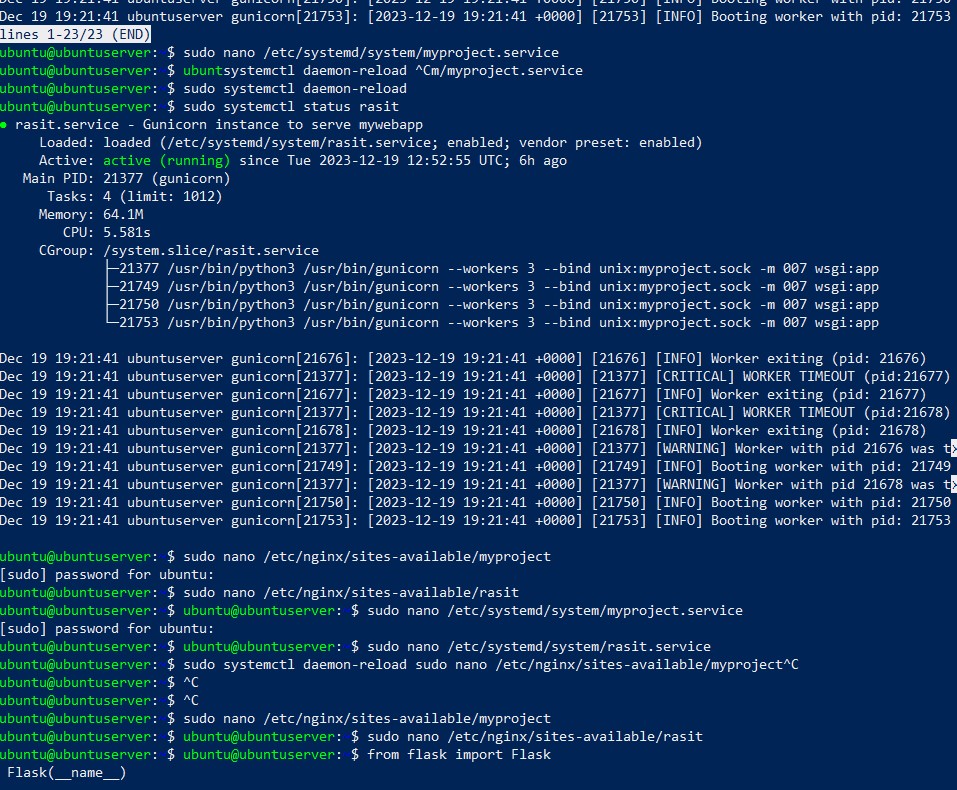 Dec 19 19:21:41 ubuntuserver gunicorn[21753]: [2023-12-19 19:21:41 +0000] [21753] [INFO] Booting worker with pid: 21753
lines 1-23/23 (END)
ubuntu@ubuntuserver:~$ sudo nano /etc/systemd/system/myproject.service
ubuntu@ubuntuserver:~$ ubuntsystemctl daemon-reload ^Cm/myproject.service
ubuntu@ubuntuserver:~$ sudo systemctl daemon-reload
ubuntu@ubuntuserver:~$ sudo systemctl status rasit
● rasit.service - Gunicorn instance to serve mywebapp
Loaded: loaded (/etc/systemd/system/rasit.service; enabled; vendor preset: enabled)
Active: active (running) since Tue 2023-12-19 12:52:55 UTC; 6h ago
Main PID: 21377 (gunicorn)
Tasks: 4 (limit: 1012)
Memory: 64.1M
CPU: 5.581s
CGroup: /system.slice/rasit.service
├─21377 /usr/bin/python3 /usr/bin/gunicorn --workers 3 --bind unix:myproject.sock -m 007 wsgi:app
├─21749 /usr/bin/python3 /usr/bin/gunicorn --workers 3 --bind unix:myproject.sock -m 007 wsgi:app
├─21750 /usr/bin/python3 /usr/bin/gunicorn --workers 3 --bind unix:myproject.sock -m 007 wsgi:app
└─21753 /usr/bin/python3 /usr/bin/gunicorn --workers 3 --bind unix:myproject.sock -m 007 wsgi:app
Dec 19 19:21:41 ubuntuserver gunicorn[21676]: [2023-12-19 19:21:41 +0000] [21676] [INFO] Worker exiting (pid: 21676)
Dec 19 19:21:41 ubuntuserver gunicorn[21377]: [2023-12-19 19:21:41 +0000] [21377] [CRITICAL] WORKER TIMEOUT (pid:21677)
Dec 19 19:21:41 ubuntuserver gunicorn[21677]: [2023-12-19 19:21:41 +0000] [21677] [INFO] Worker exiting (pid: 21677)
Dec 19 19:21:41 ubuntuserver gunicorn[21377]: [2023-12-19 19:21:41 +0000] [21377] [CRITICAL] WORKER TIMEOUT (pid:21678)
Dec 19 19:21:41 ubuntuserver gunicorn[21678]: [2023-12-19 19:21:41 +0000] [21678] [INFO] Worker exiting (pid: 21678)
Dec 19 19:21:41 ubuntuserver gunicorn[21377]: [2023-12-19 19:21:41 +0000] [21377] [WARNING] Worker with pid 21676 was t>
Dec 19 19:21:41 ubuntuserver gunicorn[21749]: [2023-12-19 19:21:41 +0000] [21749] [INFO] Booting worker with pid: 21749
Dec 19 19:21:41 ubuntuserver gunicorn[21377]: [2023-12-19 19:21:41 +0000] [21377] [WARNING] Worker with pid 21678 was t>
Dec 19 19:21:41 ubuntuserver gunicorn[21750]: [2023-12-19 19:21:41 +0000] [21750] [INFO] Booting worker with pid: 21750
Dec 19 19:21:41 ubuntuserver gunicorn[21753]: [2023-12-19 19:21:41 +0000] [21753] [INFO] Booting worker with pid: 21753
ubuntu@ubuntuserver:~$ sudo nano /etc/nginx/sites-available/myproject
[sudo] password for ubuntu:
ubuntu@ubuntuserver:~$ sudo nano /etc/nginx/sites-available/rasit
ubuntu@ubuntuserver:~$ ubuntu@ubuntuserver:~$ sudo nano /etc/systemd/system/myproject.service
[sudo] password for ubuntu:
ubuntu@ubuntuserver:~$ ubuntu@ubuntuserver:~$ sudo nano /etc/systemd/system/rasit.service
ubuntu@ubuntuserver:~$ sudo systemctl daemon-reload sudo nano /etc/nginx/sites-available/myproject^C
ubuntu@ubuntuserver:~$ ^C
ubuntu@ubuntuserver:~$ ^C
ubuntu@ubuntuserver:~$ sudo nano /etc/nginx/sites-available/myproject
ubuntu@ubuntuserver:~$ ubuntu@ubuntuserver:~$ sudo nano /etc/nginx/sites-available/rasit
ubuntu@ubuntuserver:~$ ubuntu@ubuntuserver:~$ from flask import Flask
Flask(__name__)